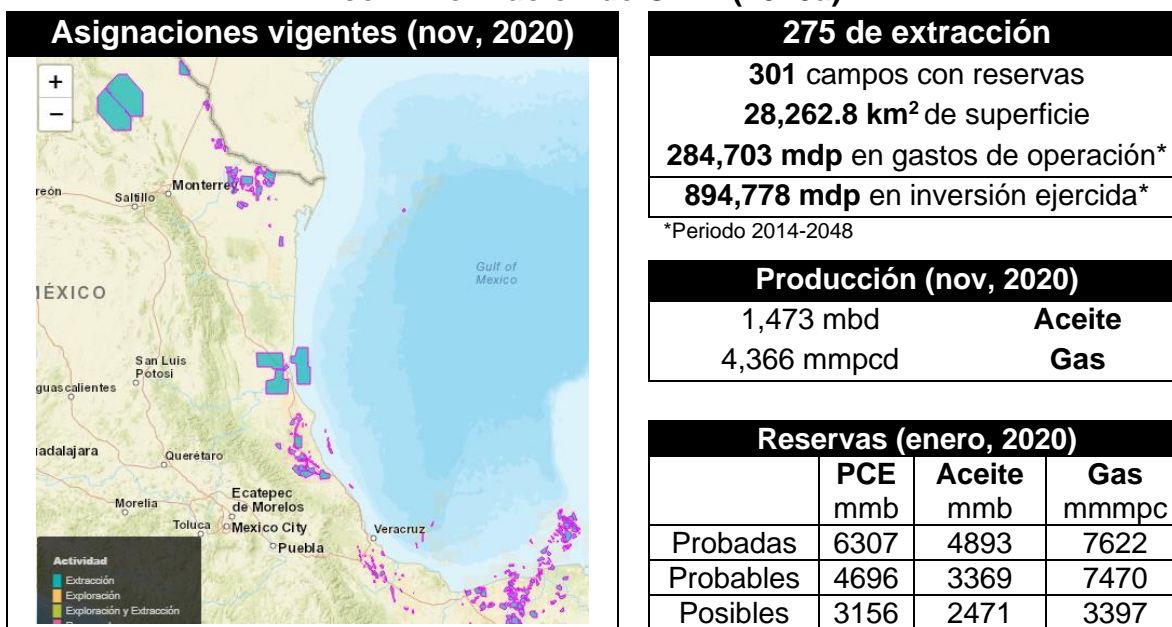 Asignaciones vigentes (nov, 2020)
+
−
Monterrey
Saltillo
Gulf of
Mexico
MÉXICO
San Luis
Potosí
Querétaro
Morelia
Ecatepec
de Morelos
Toluca
Mexico City
Veracruz
Puebla
Actividad
Extracción
Exploración
Exploración y Extracción
275 de extracción
301 campos con reservas
28,262.8 km² de superficie
284,703 mdp en gastos de operación*
894,778 mdp en inversión ejercida*
*Periodo 2014-2048
Producción (nov, 2020)
1,473 mbd Aceite
4,366 mmpcd Gas
Reservas (enero, 2020)
PCE Aceite Gas
mmb mmb mmmpc
Probadas 6307 4893 7622
Probables 4696 3369 7470
Posibles 3156 2471 3397